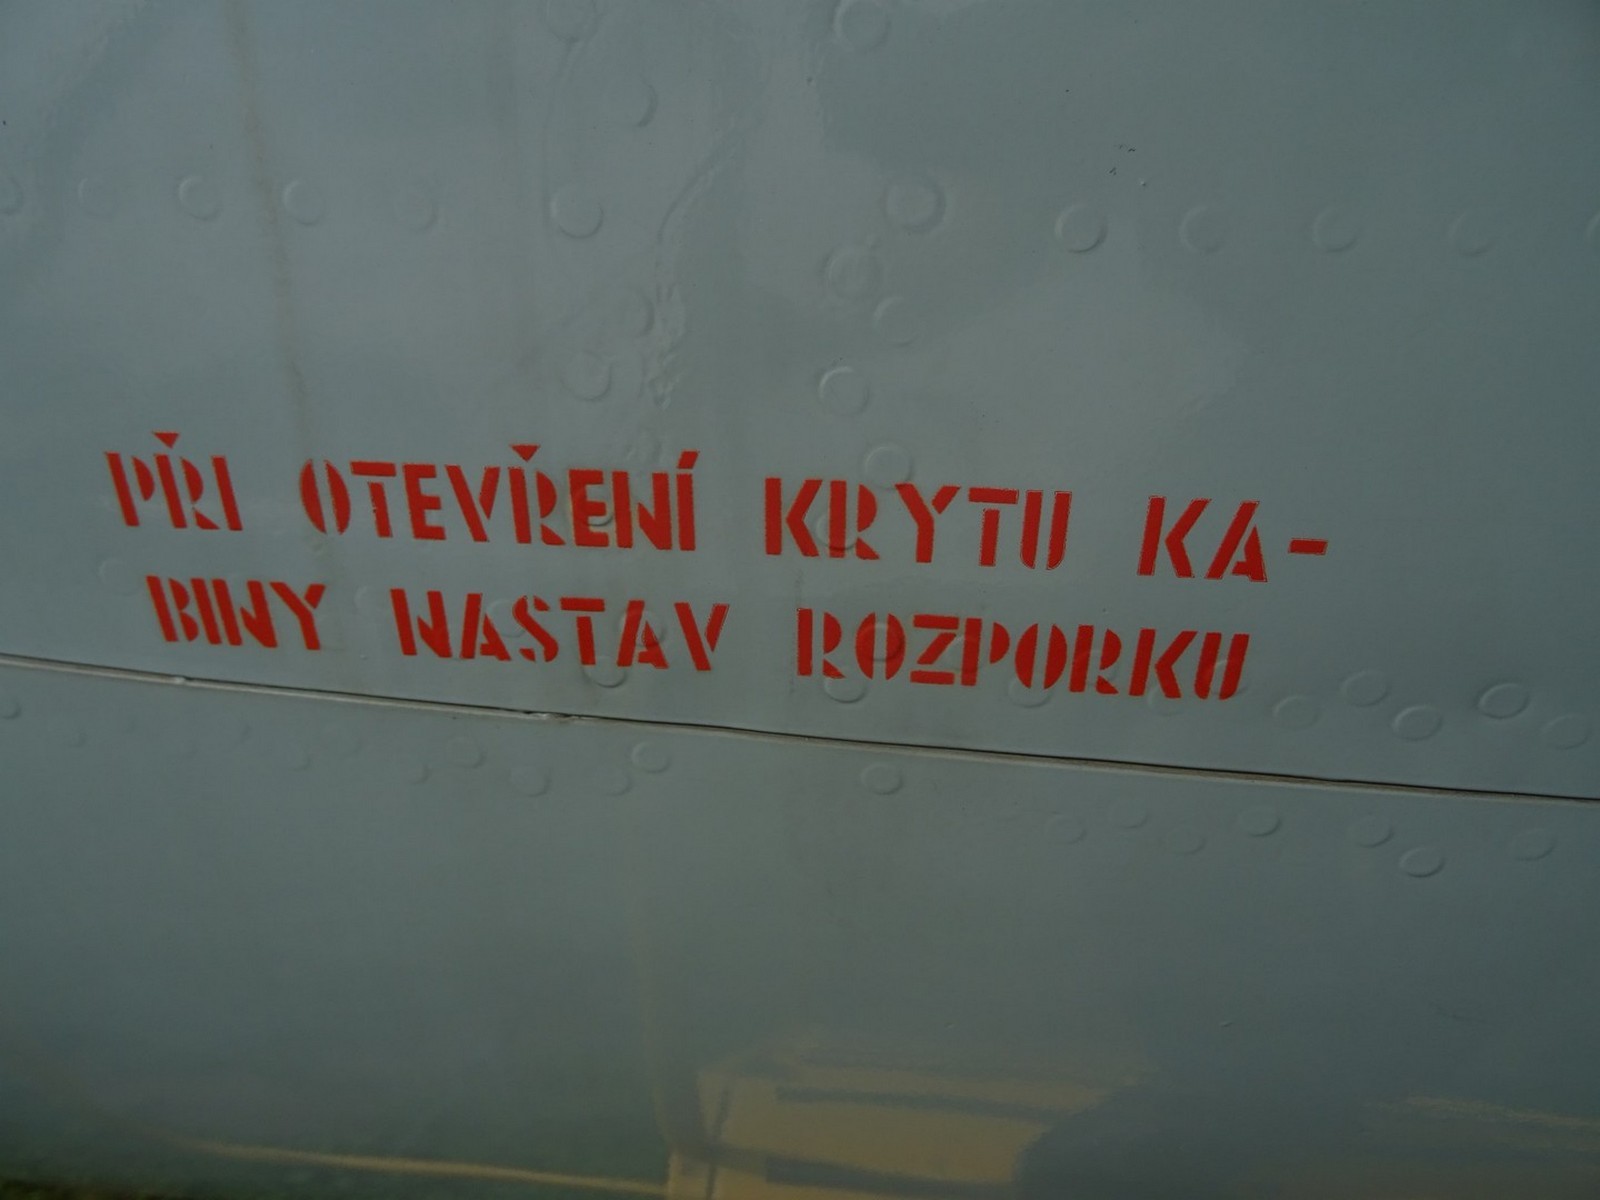 PŘI OTEVŘENÍ KRYTU KA-
BINY NASTAV ROZPORKU